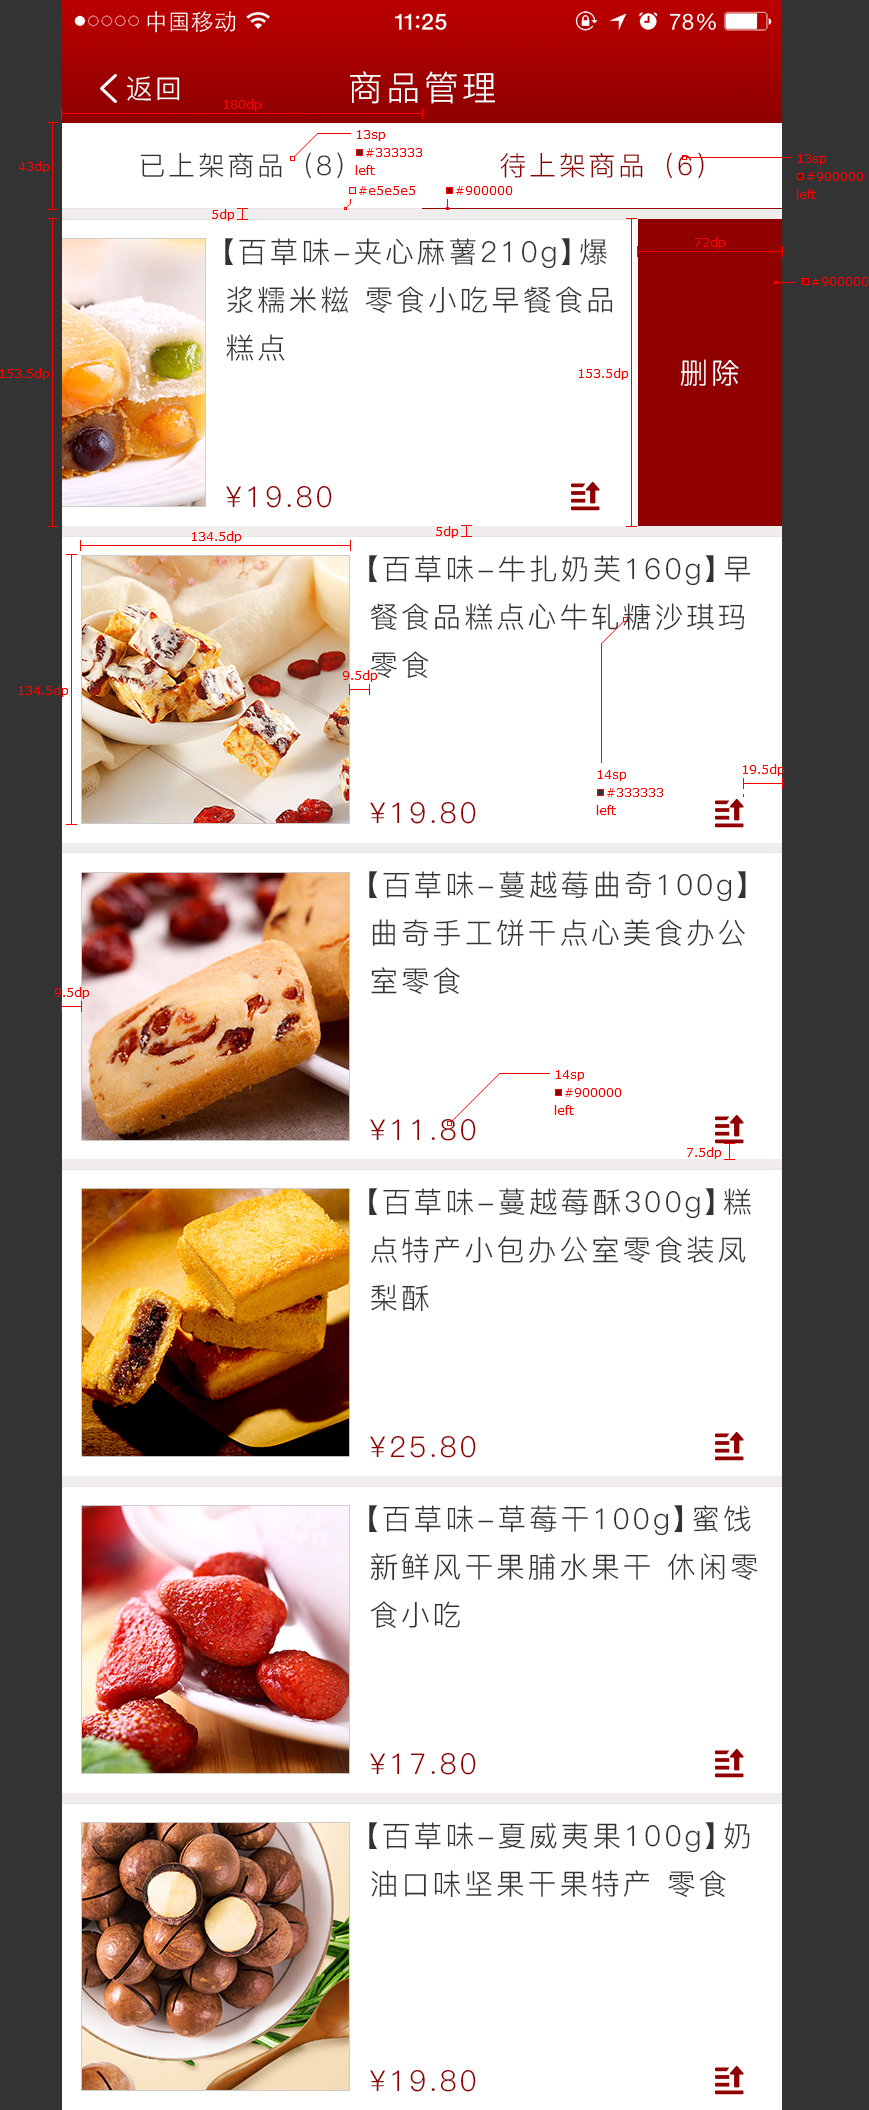 中国移动 11:25 78%
返回 商品管理
180dp
已上架商品（8）
13sp
#333333
left
#e5e5e5
待上架商品（6）
#900000
13sp
#900000
left
43dp
5dp
【百草味–夹心麻薯210g】爆
浆糯米糍 零食小吃早餐食品
糕点
¥19.80
153.5dp
153.5dp
72dp
#900000
删除
5dp
134.5dp
134.5dp
【百草味–牛扎奶芙160g】早
餐食品糕点心牛轧糖沙琪玛
零食
9.5dp
14sp
#333333
left
19.5dp
¥19.80
【百草味–蔓越莓曲奇100g】
曲奇手工饼干点心美食办公
室零食
9.5dp
14sp
#900000
left
¥11.80
7.5dp
【百草味–蔓越莓酥300g】糕
点特产小包办公室零食装凤
梨酥
¥25.80
【百草味–草莓干100g】蜜饯
新鲜风干果脯水果干 休闲零
食小吃
¥17.80
【百草味–夏威夷果100g】奶
油口味坚果干果特产 零食
¥19.80